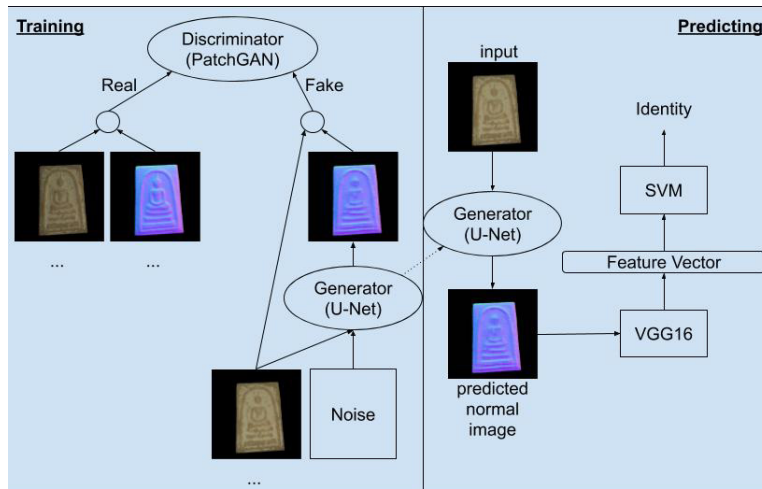 Training
Discriminator
(PatchGAN)
Real
Fake
...
...
Generator
(U-Net)
Noise
...
Predicting
input
Generator
(U-Net)
predicted
normal
image
Identity
SVM
Feature Vector
VGG16